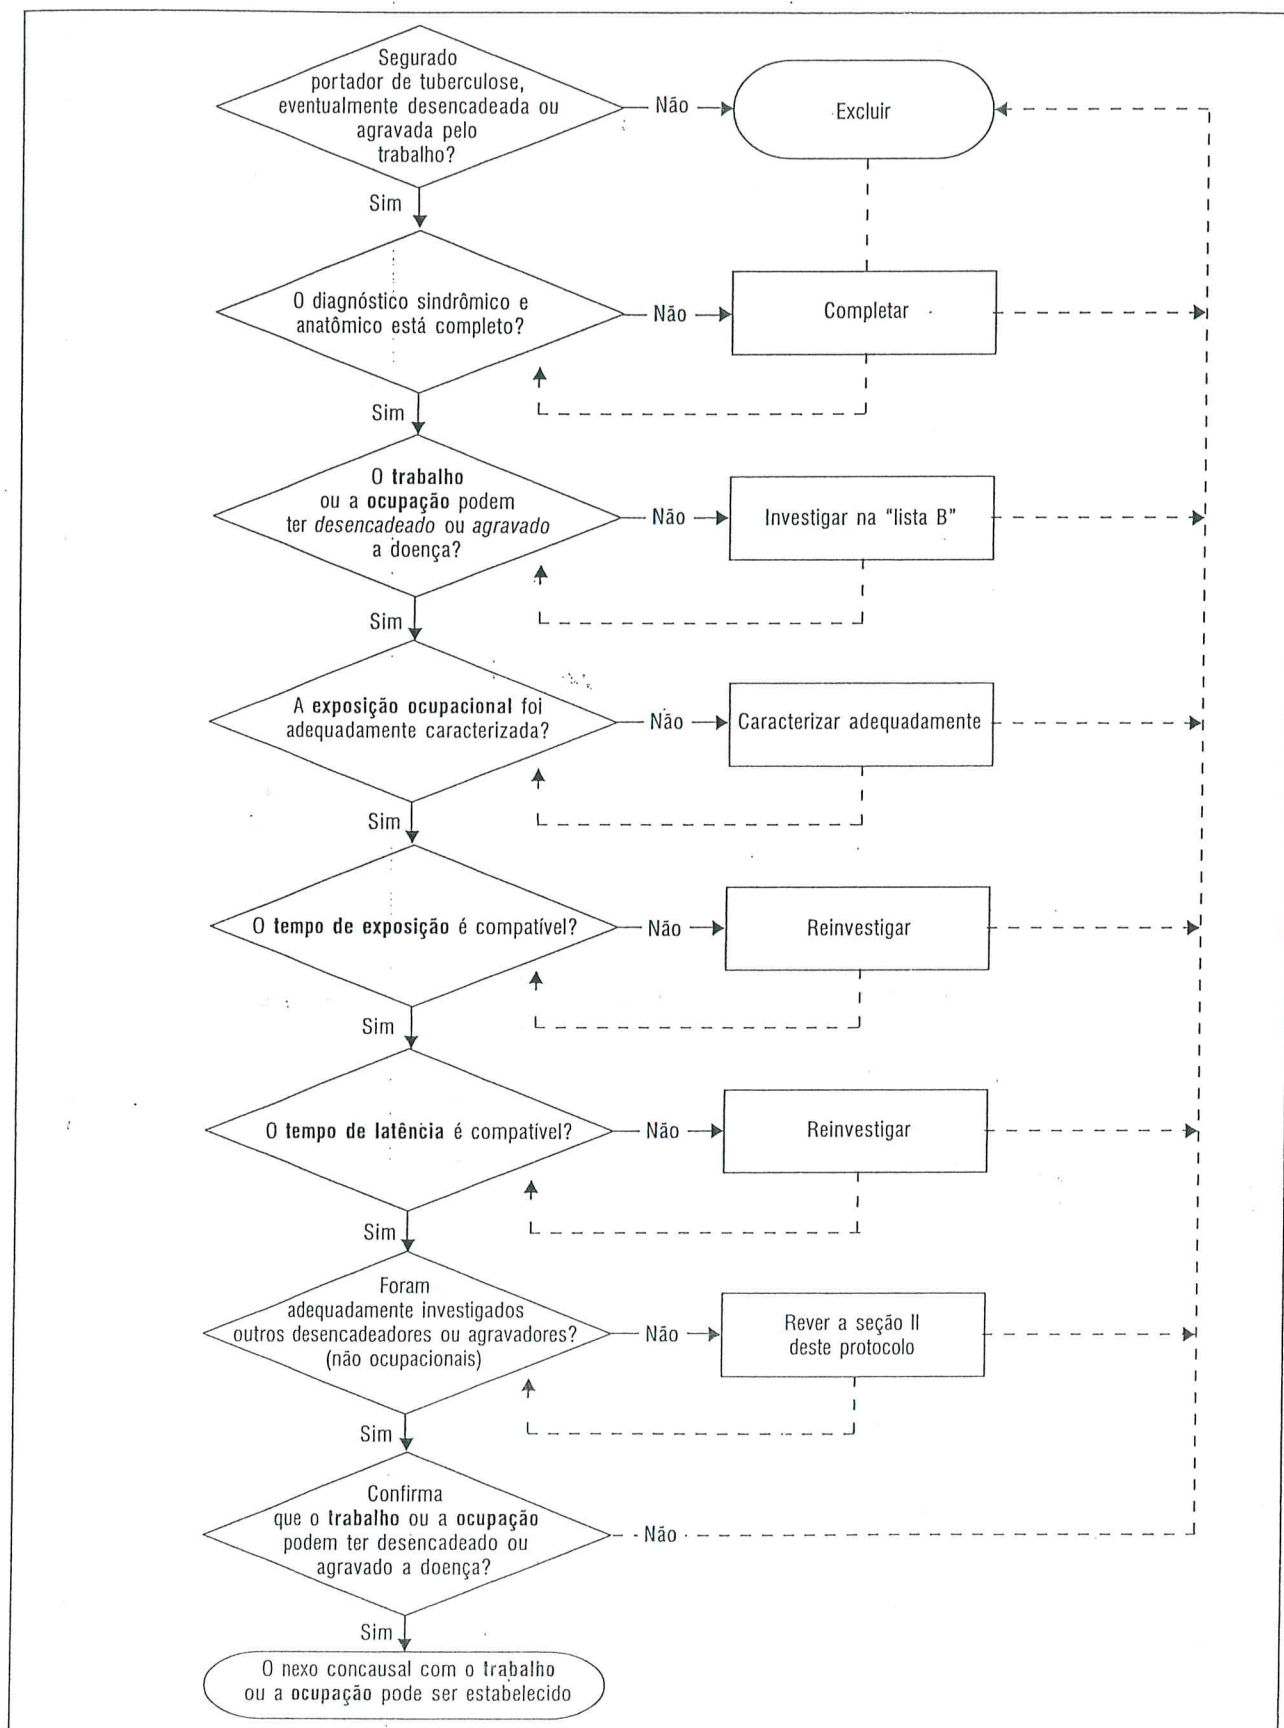 Segurado
portador de tuberculose,
eventualmente desencadeada ou
agravada pelo
trabalho?
Não
Excluir
Sim
O diagnóstico sindrômico e
anatômico está completo?
Não
Completar
Sim
O trabalho
ou a ocupação podem
ter desencadeado ou agravado
a doença?
Não
Investigar na “lista B”
Sim
A exposição ocupacional foi
adequadamente caracterizada?
Não
Caracterizar adequadamente
Sim
O tempo de exposição é compatível?
Não
Reinvestigar
Sim
O tempo de latência é compatível?
Não
Reinvestigar
Sim
Foram
adequadamente investigados
outros desencadeadores ou agravadores?
(não ocupacionais)
Não
Rever a seção II
deste protocolo
Sim
Confirma
que o trabalho ou a ocupação
podem ter desencadeado ou
agravado a doença?
Não
Sim
O nexo concausal com o trabalho
ou a ocupação pode ser estabelecido